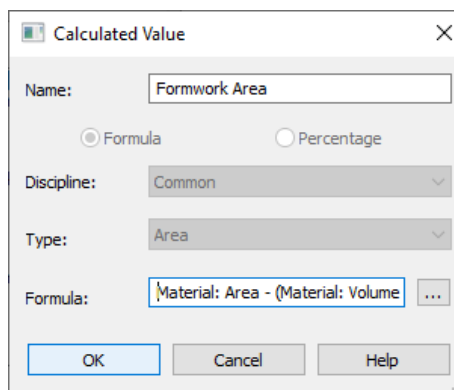 Calculated Value
Name: Formwork Area
Formula Percentage
Discipline: Common
Type: Area
Formula: Material: Area - (Material: Volume ...
OK Cancel Help